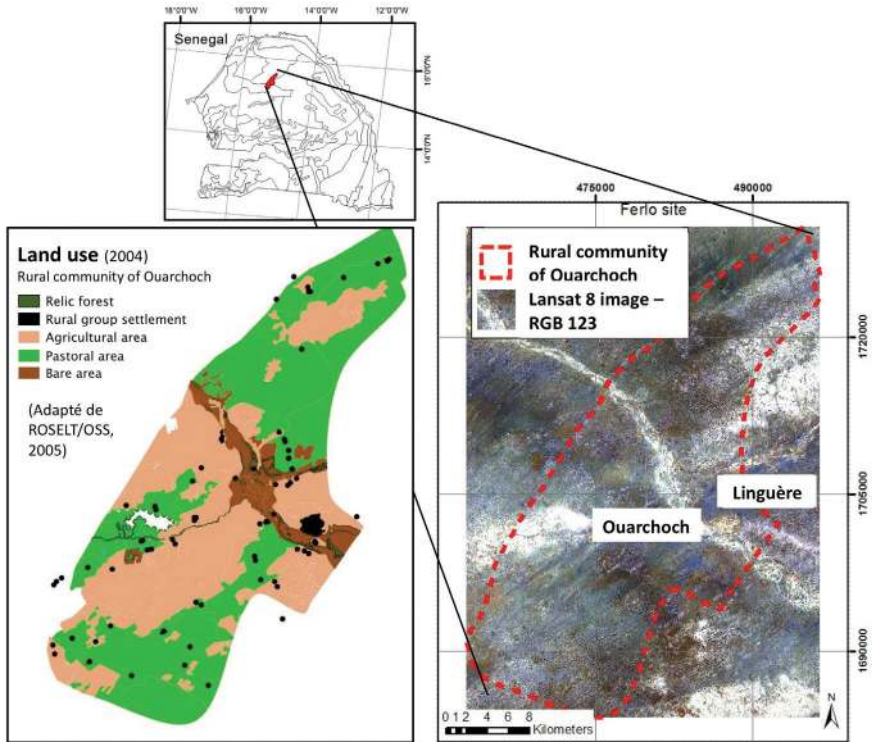 18°0'0"W 16°0'0"W 14°0'0"W 12°0'0"W
Senegal
16°0'0"N
14°0'0"N
Land use (2004)
Rural community of Ouarchoch
Relic forest
Rural group settlement
Agricultural area
Pastoral area
Bare area
(Adapté de
ROSELT/OSS,
2005)
475000 490000
Ferlo site
Rural community
of Ouarchoch
Lansat 8 image –
RGB 123
1720000
1705000
1690000
Linguère
Ouarchoch
0 1 2 4 6 8
Kilometers
N